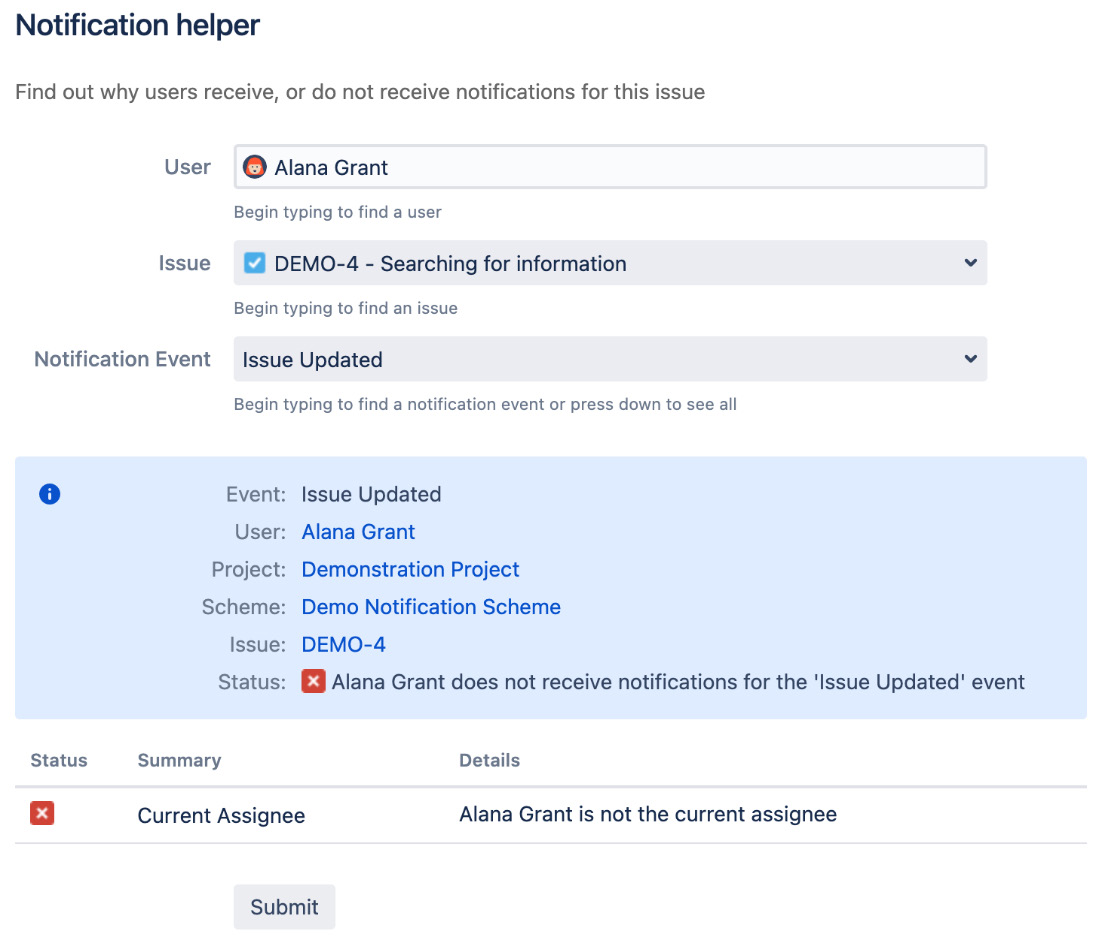 Notification helper
Find out why users receive, or do not receive notifications for this issue
User Alana Grant
Begin typing to find a user
Issue DEMO-4 - Searching for information
Begin typing to find an issue
Notification Event Issue Updated
Begin typing to find a notification event or press down to see all
Event: Issue Updated
User: Alana Grant
Project: Demonstration Project
Scheme: Demo Notification Scheme
Issue: DEMO-4
Status: Alana Grant does not receive notifications for the 'Issue Updated' event
Status Summary Details
Current Assignee Alana Grant is not the current assignee
Submit